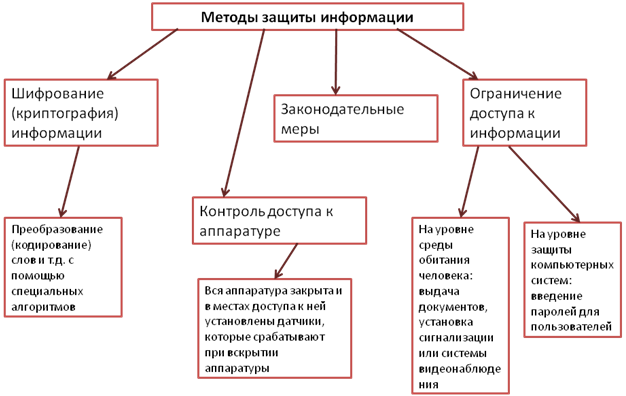 Методы защиты информации
Шифрование
(криптография)
информации
Законодательные
меры
Ограничение
доступа к
информации
Контроль доступа к
аппаратуре
Преобразование
(кодирование)
слов и т.д. с
помощью
специальных
алгоритмов
Вся аппаратура закрыта и
в местах доступа к ней
установлены датчики,
которые срабатывают
при вскрытии
аппаратуры
На уровне
среды
обитания
человека:
выдача
документов,
установка
сигнализации
или системы
видеонаблюде
ния
На уровне
защиты
компьютерных
систем:
введение
паролей для
пользователей